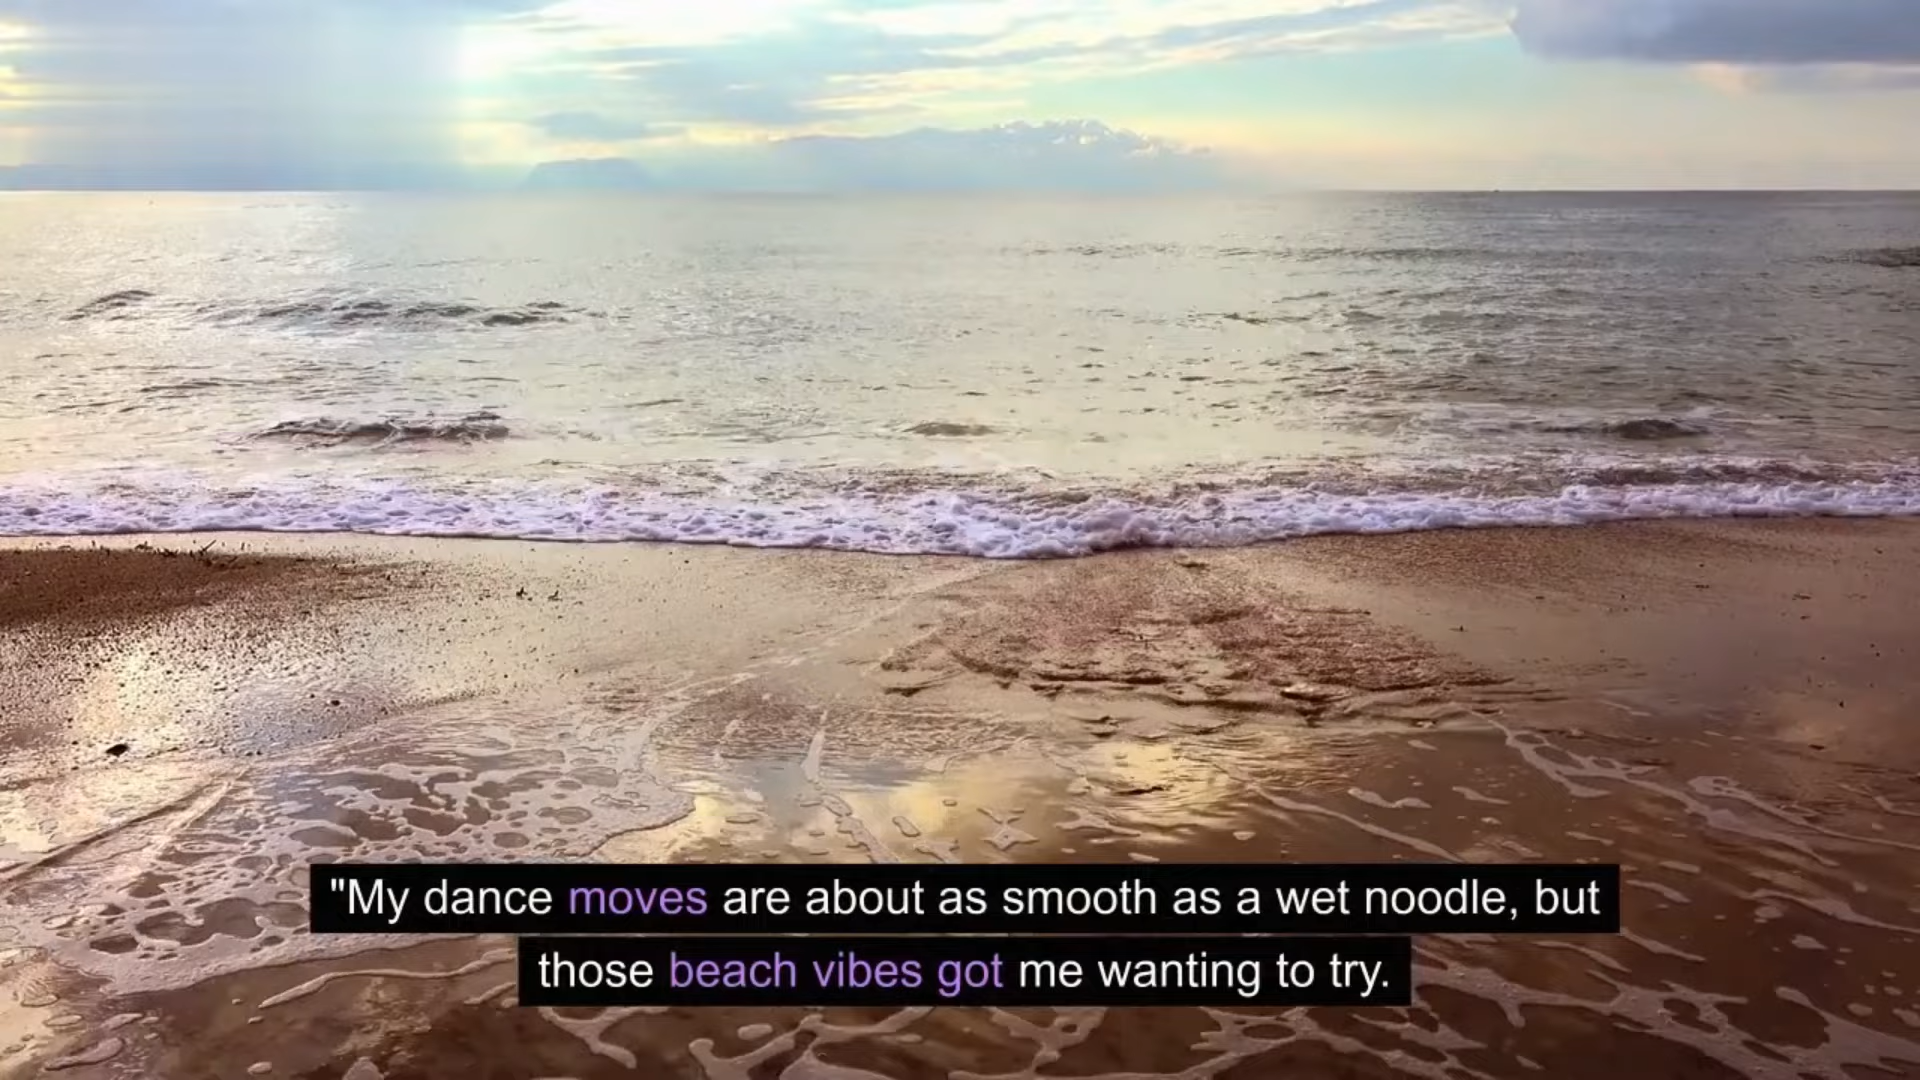 "My dance moves are about as smooth as a wet noodle, but
those beach vibes got me wanting to try.